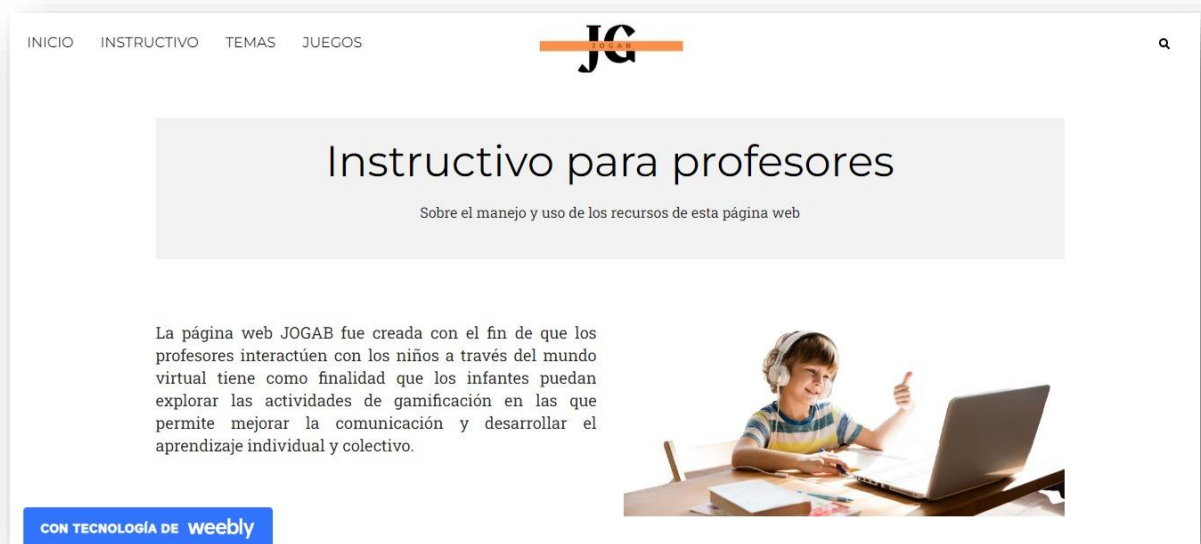 INICIO INSTRUCTIVO TEMAS JUEGOS
JG
JOGAB
Instructivo para profesores
Sobre el manejo y uso de los recursos de esta página web
La página web JOGAB fue creada con el fin de que los
profesores interactúen con los niños a través del mundo
virtual tiene como finalidad que los infantes puedan
explorar las actividades de gamificación en las que
permite mejorar la comunicación y desarrollar el
aprendizaje individual y colectivo.
CON TECNOLOGÍA DE weebly